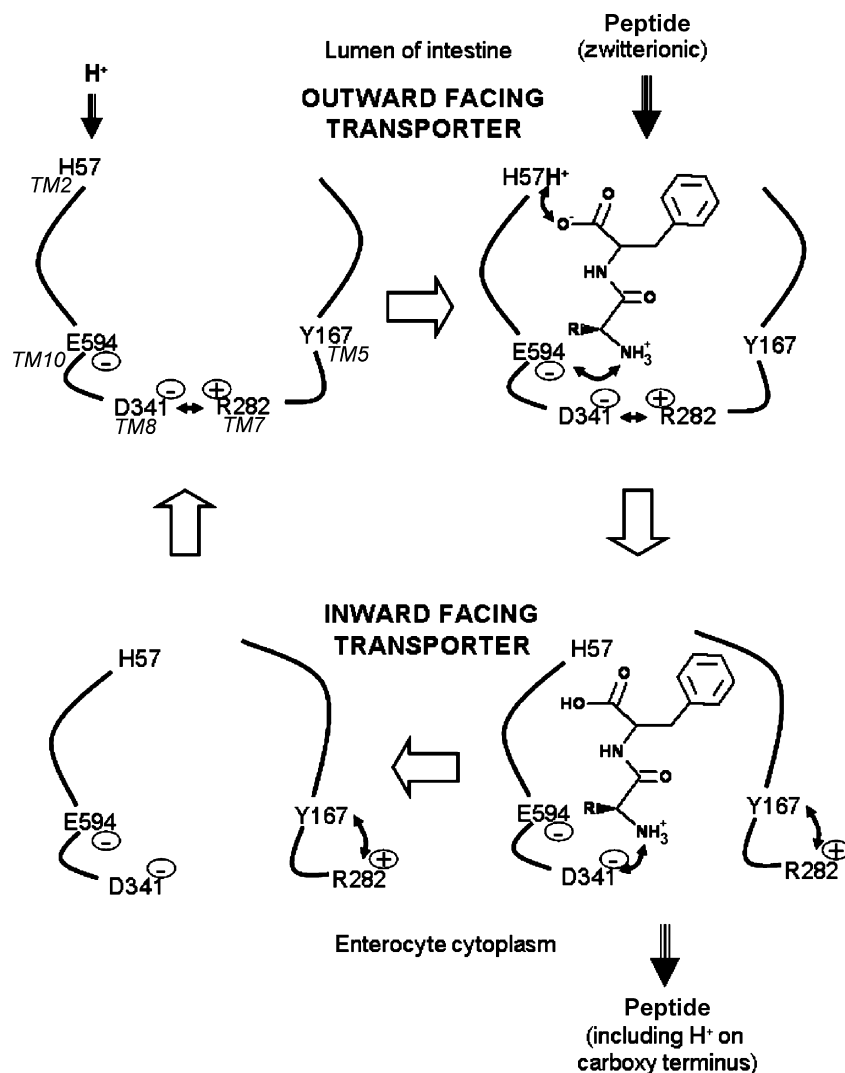 Lumen of intestine
Peptide
(zwitterionic)
H⁺
OUTWARD FACING
TRANSPORTER
H57
TM2
E594
TM10
−
D341
TM8
−
+
R282
TM7
Y167
TM5
H57H⁺
O⁻
O
HN
O
R
NH₃⁺
E594
−
D341
−
+
R282
Y167
INWARD FACING
TRANSPORTER
H57
E594
−
D341
−
Y167
R282
+
H57
HO
O
HN
O
R
NH₃⁺
E594
−
D341
−
Y167
R282
+
Enterocyte cytoplasm
Peptide
(including H⁺ on
carboxy terminus)